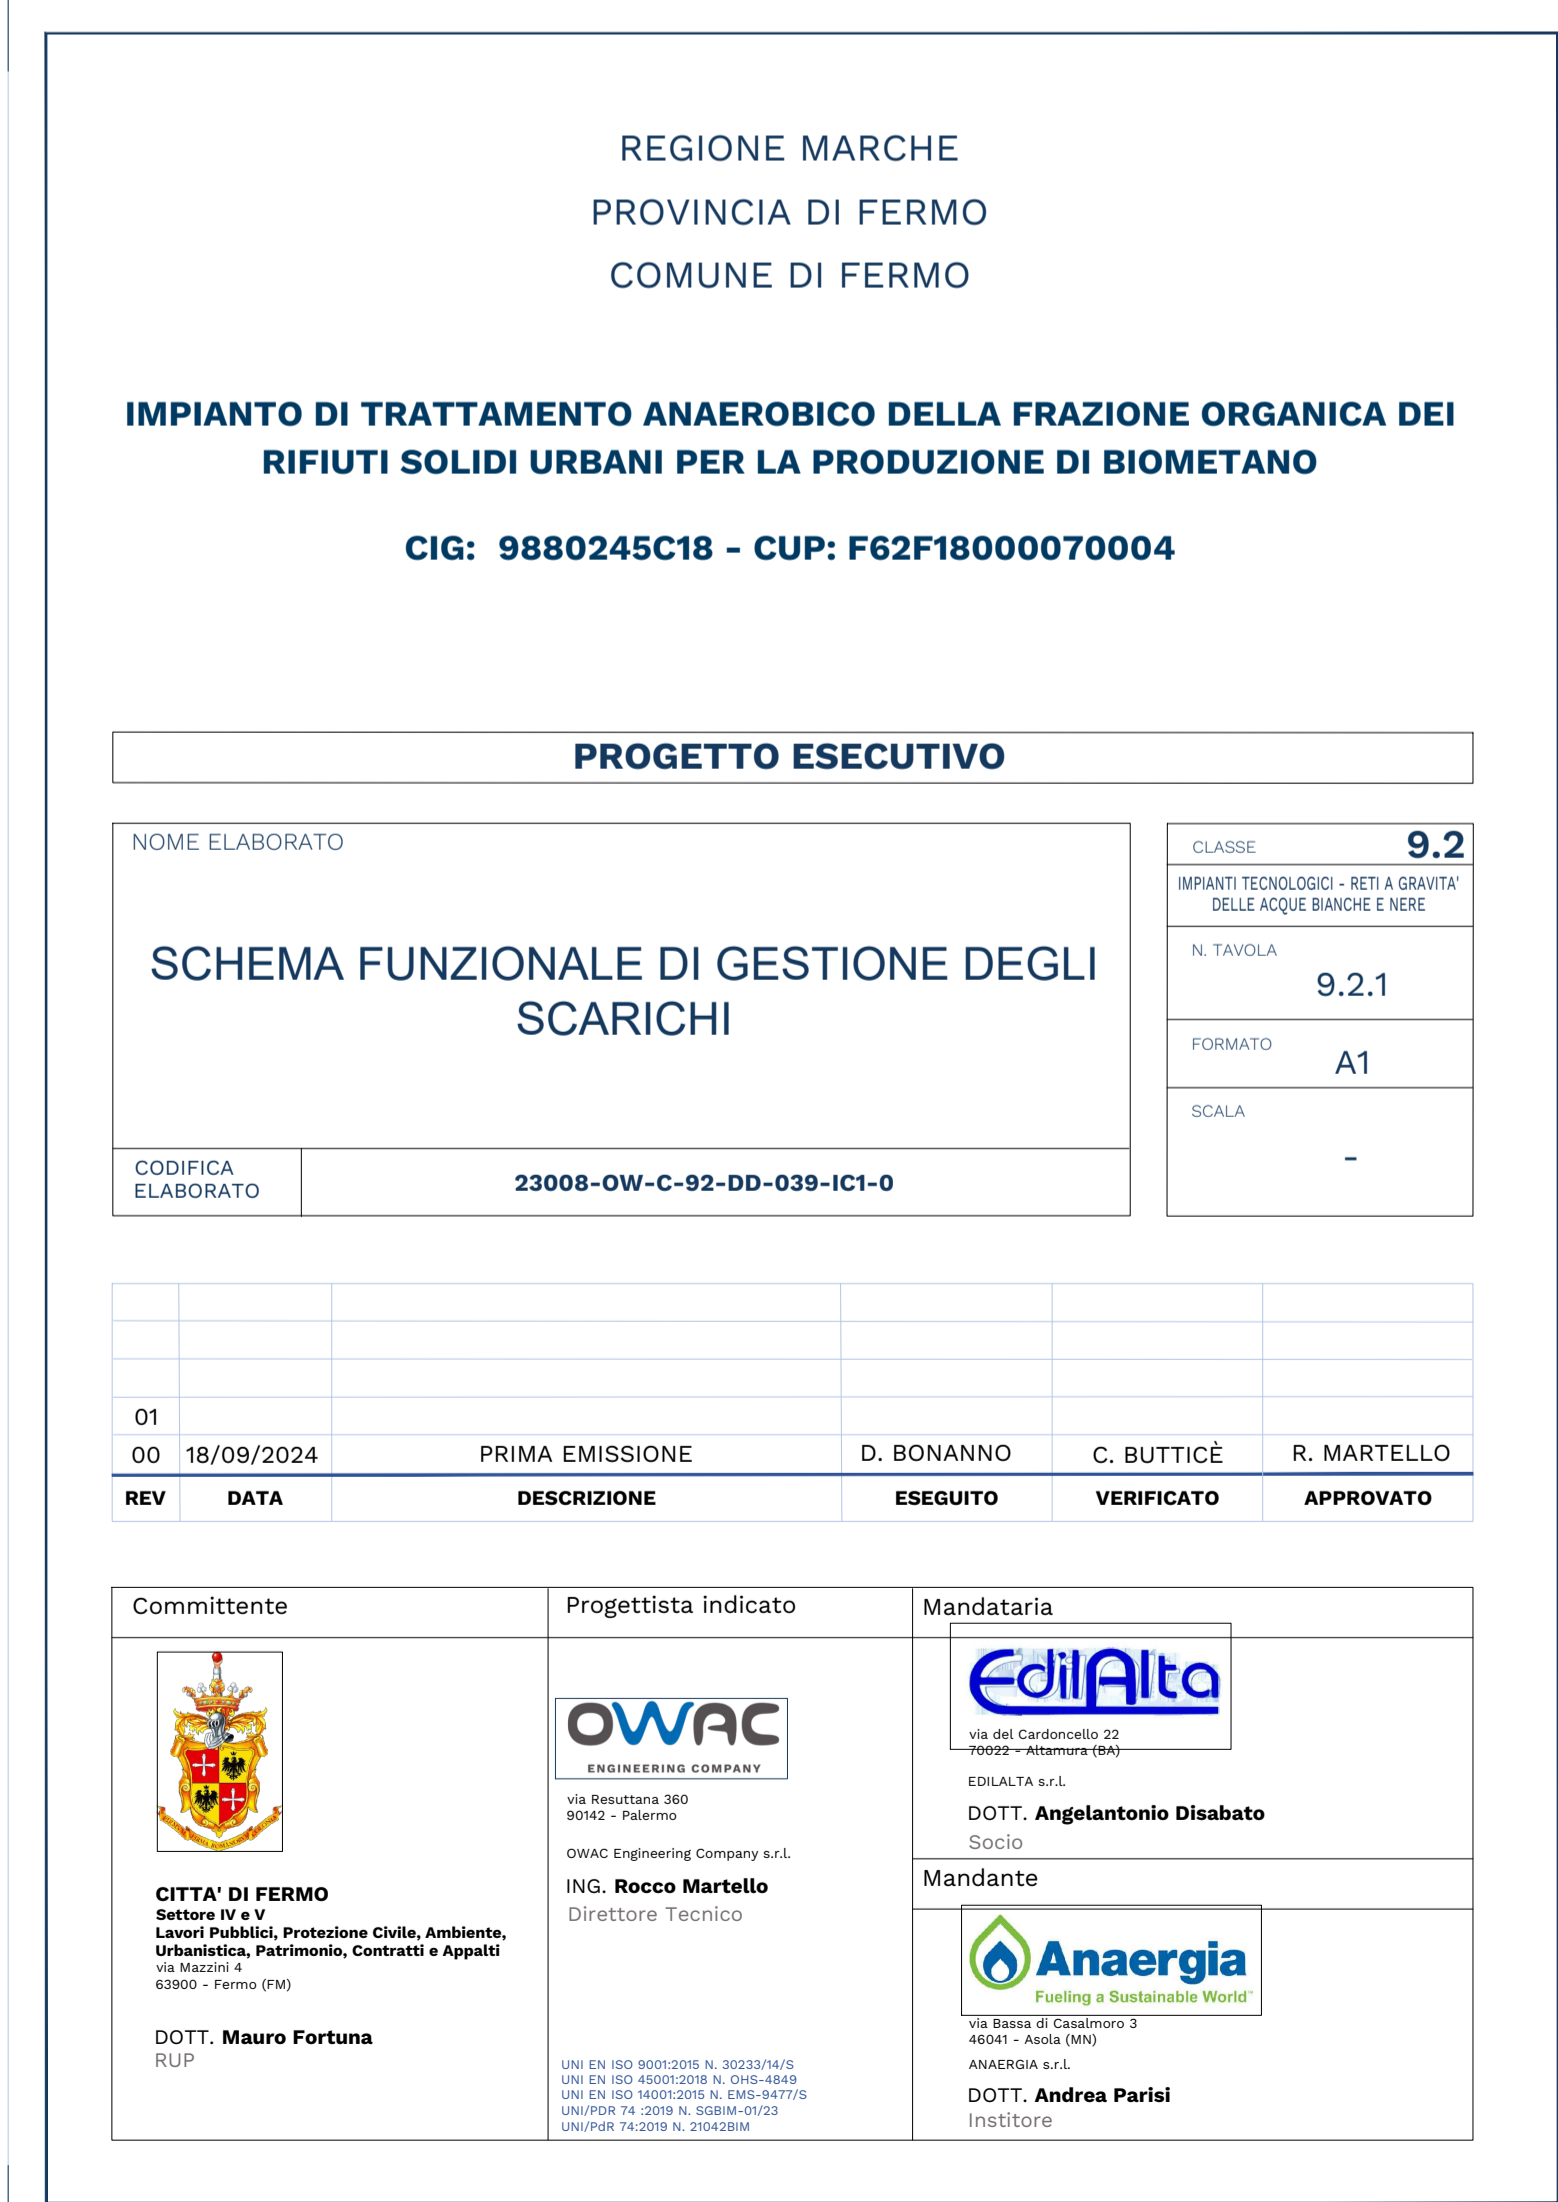 REGIONE MARCHE
PROVINCIA DI FERMO
COMUNE DI FERMO
IMPIANTO DI TRATTAMENTO ANAEROBICO DELLA FRAZIONE ORGANICA DEI
RIFIUTI SOLIDI URBANI PER LA PRODUZIONE DI BIOMETANO
CIG: 9880245C18 - CUP: F62F18000070004
PROGETTO ESECUTIVO
NOME ELABORATO
SCHEMA FUNZIONALE DI GESTIONE DEGLI
SCARICHI
CODIFICA
ELABORATO
23008-OW-C-92-DD-039-IC1-0
CLASSE 9.2
IMPIANTI TECNOLOGICI - RETI A GRAVITA'
DELLE ACQUE BIANCHE E NERE
N. TAVOLA
9.2.1
FORMATO
A1
SCALA
-
01
00 18/09/2024 PRIMA EMISSIONE D. BONANNO C. BUTTICÈ R. MARTELLO
REV DATA DESCRIZIONE ESEGUITO VERIFICATO APPROVATO
Committente
CITTA' DI FERMO
Settore IV e V
Lavori Pubblici, Protezione Civile, Ambiente,
Urbanistica, Patrimonio, Contratti e Appalti
via Mazzini 4
63900 - Fermo (FM)
DOTT. Mauro Fortuna
RUP
Progettista indicato
OWAC
ENGINEERING COMPANY
via Resuttana 360
90142 - Palermo
OWAC Engineering Company s.r.l.
ING. Rocco Martello
Direttore Tecnico
UNI EN ISO 9001:2015 N. 30233/14/S
UNI EN ISO 45001:2018 N. OHS-4849
UNI EN ISO 14001:2015 N. EMS-9477/S
UNI/PDR 74 :2019 N. SGBIM-01/23
UNI/PdR 74:2019 N. 21042BIM
Mandataria
EdilAlta
via del Cardoncello 22
70022 - Altamura (BA)
EDILALTA s.r.l.
DOTT. Angelantonio Disabato
Socio
Mandante
Anaergia
Fueling a Sustainable World™
via Bassa di Casalmoro 3
46041 - Asola (MN)
ANAERGIA s.r.l.
DOTT. Andrea Parisi
Institore